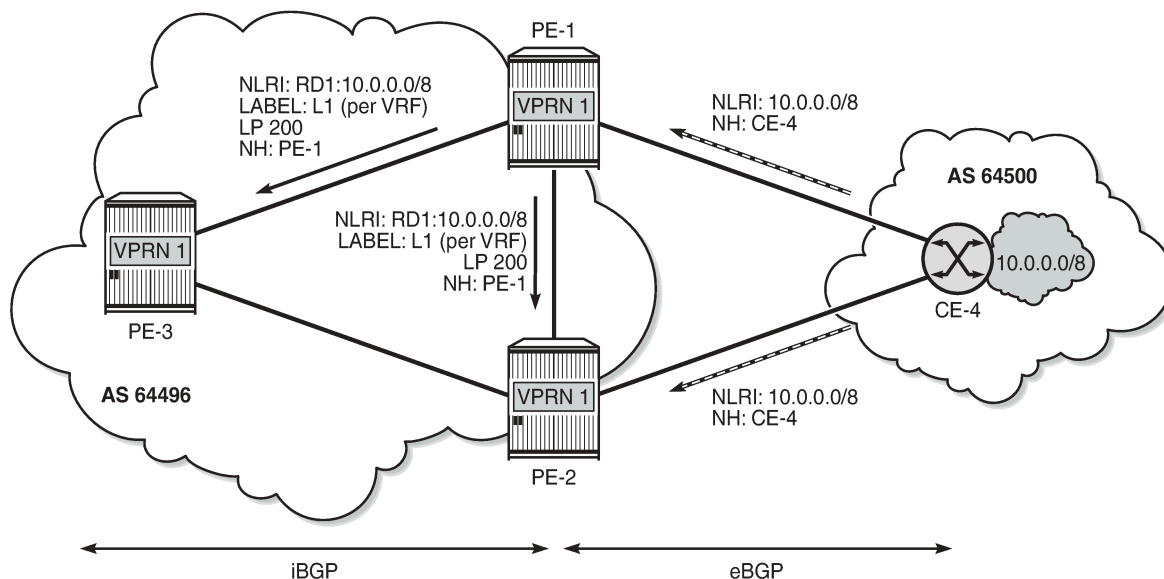 PE-1
VPRN 1
NLRI: RD1:10.0.0.0/8
LABEL: L1 (per VRF)
LP 200
NH: PE-1
NLRI: 10.0.0.0/8
NH: CE-4
AS 64500
10.0.0.0/8
CE-4
VPRN 1
PE-3
NLRI: RD1:10.0.0.0/8
LABEL: L1 (per VRF)
LP 200
NH: PE-1
AS 64496
VPRN 1
PE-2
NLRI: 10.0.0.0/8
NH: CE-4
iBGP
eBGP